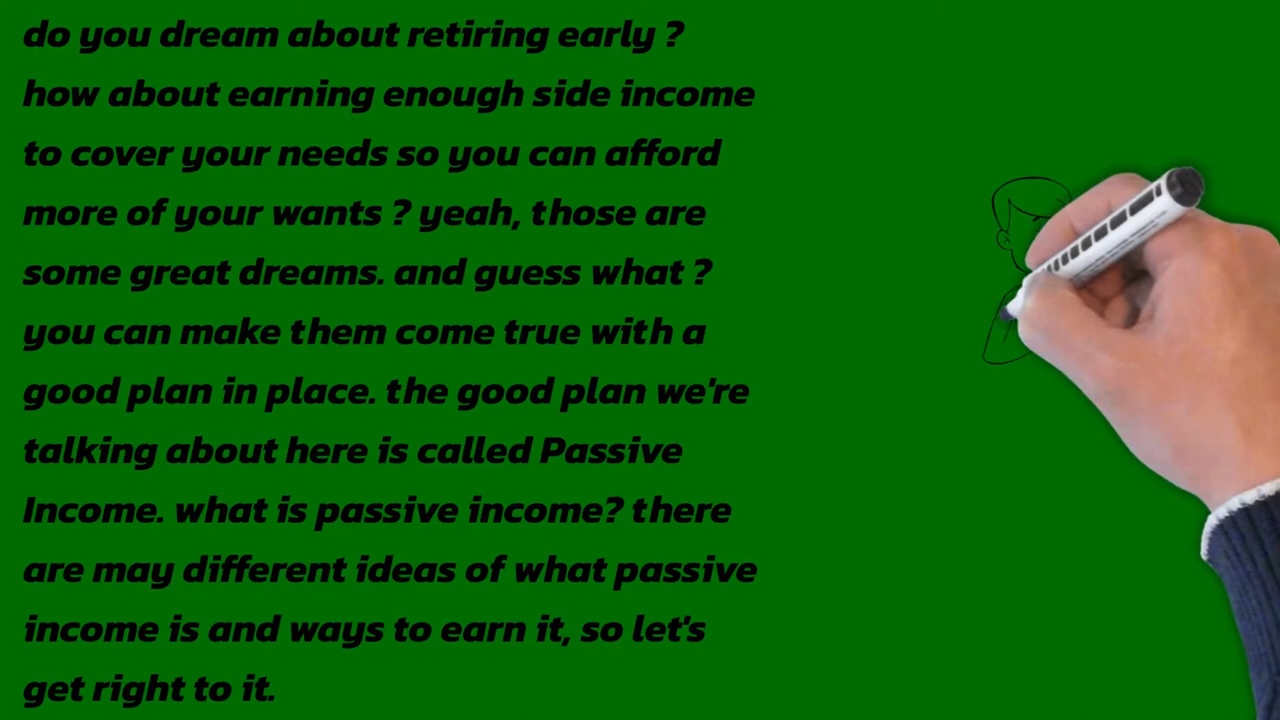 do you dream about retiring early ?
how about earning enough side income
to cover your needs so you can afford
more of your wants ? yeah, those are
some great dreams. and guess what ?
you can make them come true with a
good plan in place. the good plan we're
talking about here is called Passive
Income. what is passive income? there
are may different ideas of what passive
income is and ways to earn it, so let's
get right to it.